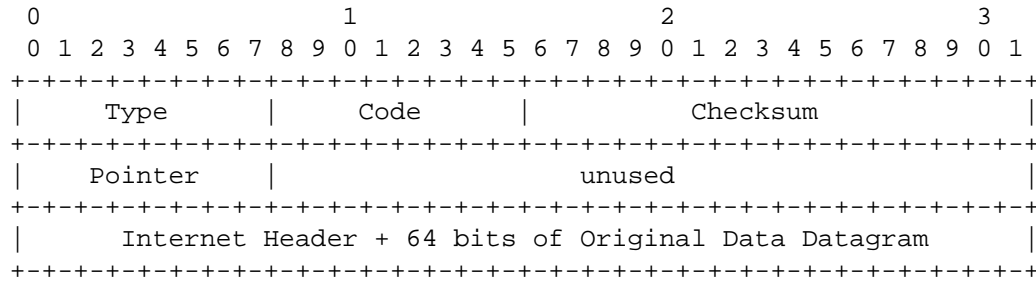 0                   1                   2                   3
 0 1 2 3 4 5 6 7 8 9 0 1 2 3 4 5 6 7 8 9 0 1 2 3 4 5 6 7 8 9 0 1
+-+-+-+-+-+-+-+-+-+-+-+-+-+-+-+-+-+-+-+-+-+-+-+-+-+-+-+-+-+-+-+-+
|     Type      |     Code      |          Checksum             |
+-+-+-+-+-+-+-+-+-+-+-+-+-+-+-+-+-+-+-+-+-+-+-+-+-+-+-+-+-+-+-+-+
|    Pointer    |                   unused                      |
+-+-+-+-+-+-+-+-+-+-+-+-+-+-+-+-+-+-+-+-+-+-+-+-+-+-+-+-+-+-+-+-+
|      Internet Header + 64 bits of Original Data Datagram      |
+-+-+-+-+-+-+-+-+-+-+-+-+-+-+-+-+-+-+-+-+-+-+-+-+-+-+-+-+-+-+-+-+